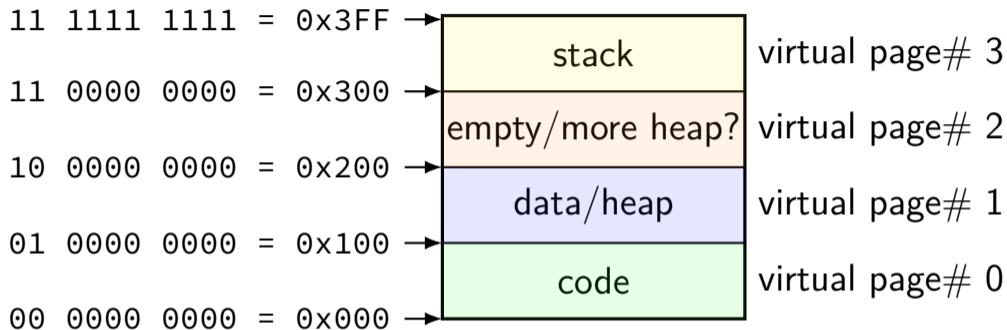 11 1111 1111 = 0x3FF
stack
virtual page# 3
11 0000 0000 = 0x300
empty/more heap?
virtual page# 2
10 0000 0000 = 0x200
data/heap
virtual page# 1
01 0000 0000 = 0x100
code
virtual page# 0
00 0000 0000 = 0x000